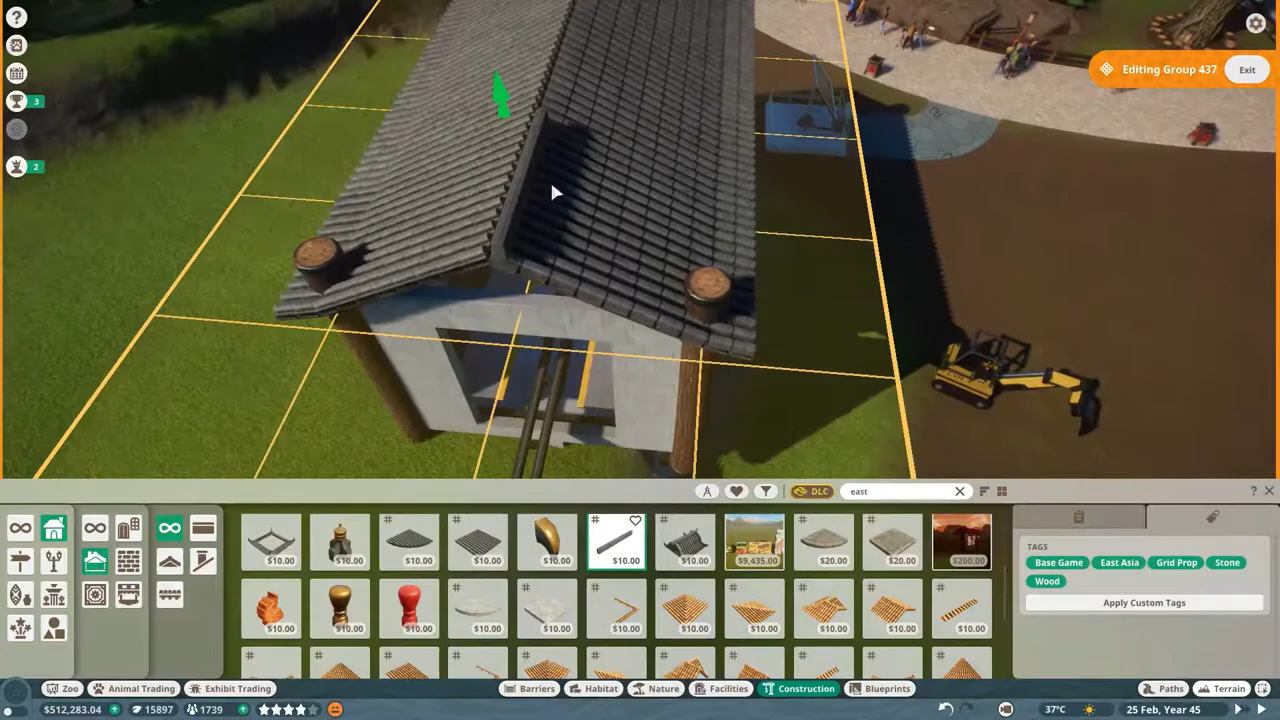 Editing Group 437
Exit
3
2
DLC
east
$10.00 $10.00 $10.00 $10.00 $10.00 $10.00 $10.00 $9,435.00 $20.00 $20.00 $200.00
$10.00 $10.00 $10.00 $10.00 $10.00 $10.00 $10.00 $10.00 $10.00 $10.00 $10.00
TAGS
Base Game East Asia Grid Prop Stone
Wood
Apply Custom Tags
Zoo Animal Trading Exhibit Trading Barriers Habitat Nature Facilities Construction Blueprints Paths Terrain
$512,283.04 15897 1739 37°C 25 Feb, Year 45